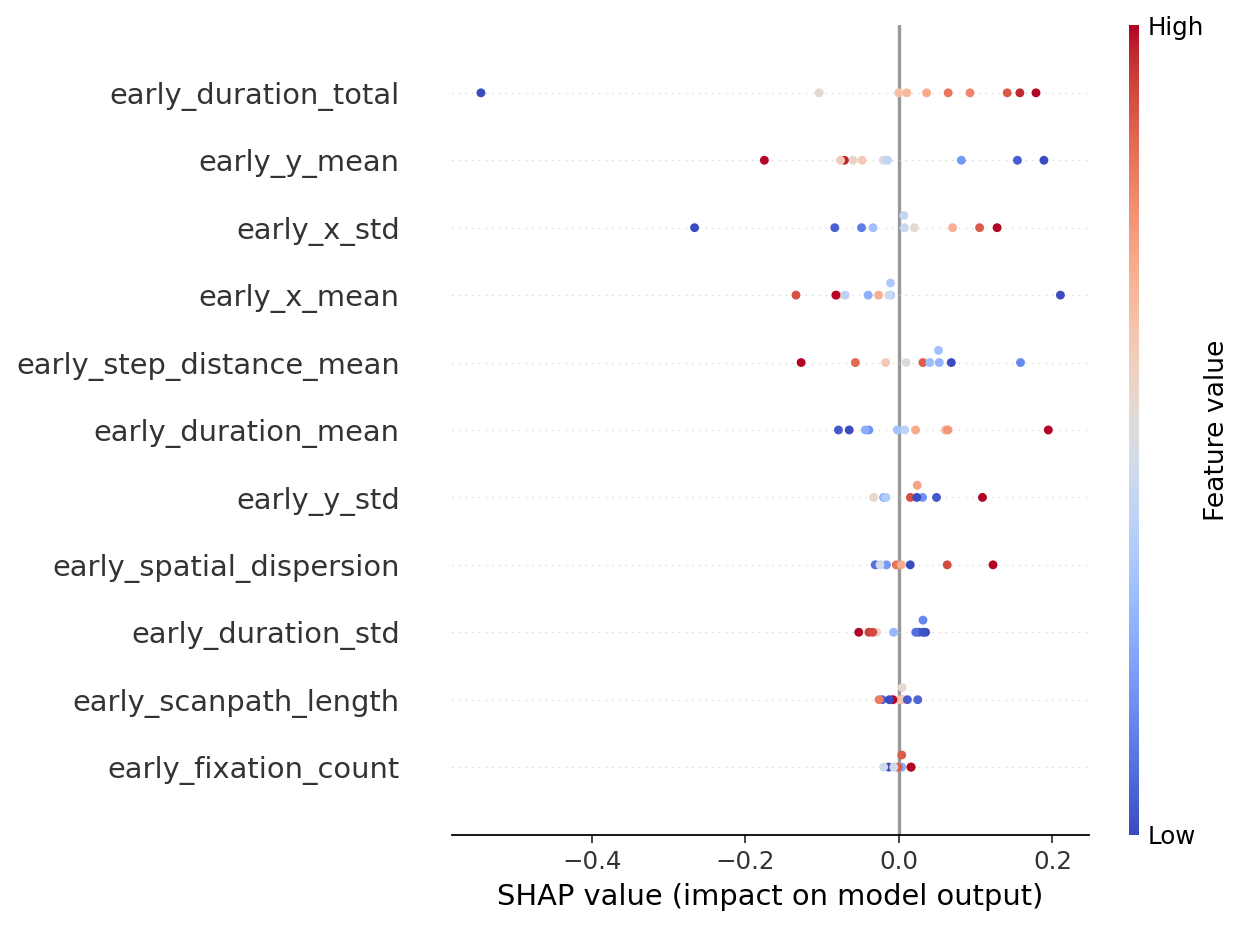 High
early_duration_total
early_y_mean
early_x_std
early_x_mean
early_step_distance_mean
early_duration_mean
early_y_std
early_spatial_dispersion
early_duration_std
early_scanpath_length
early_fixation_count
Feature value
Low
−0.4 −0.2 0.0 0.2
SHAP value (impact on model output)